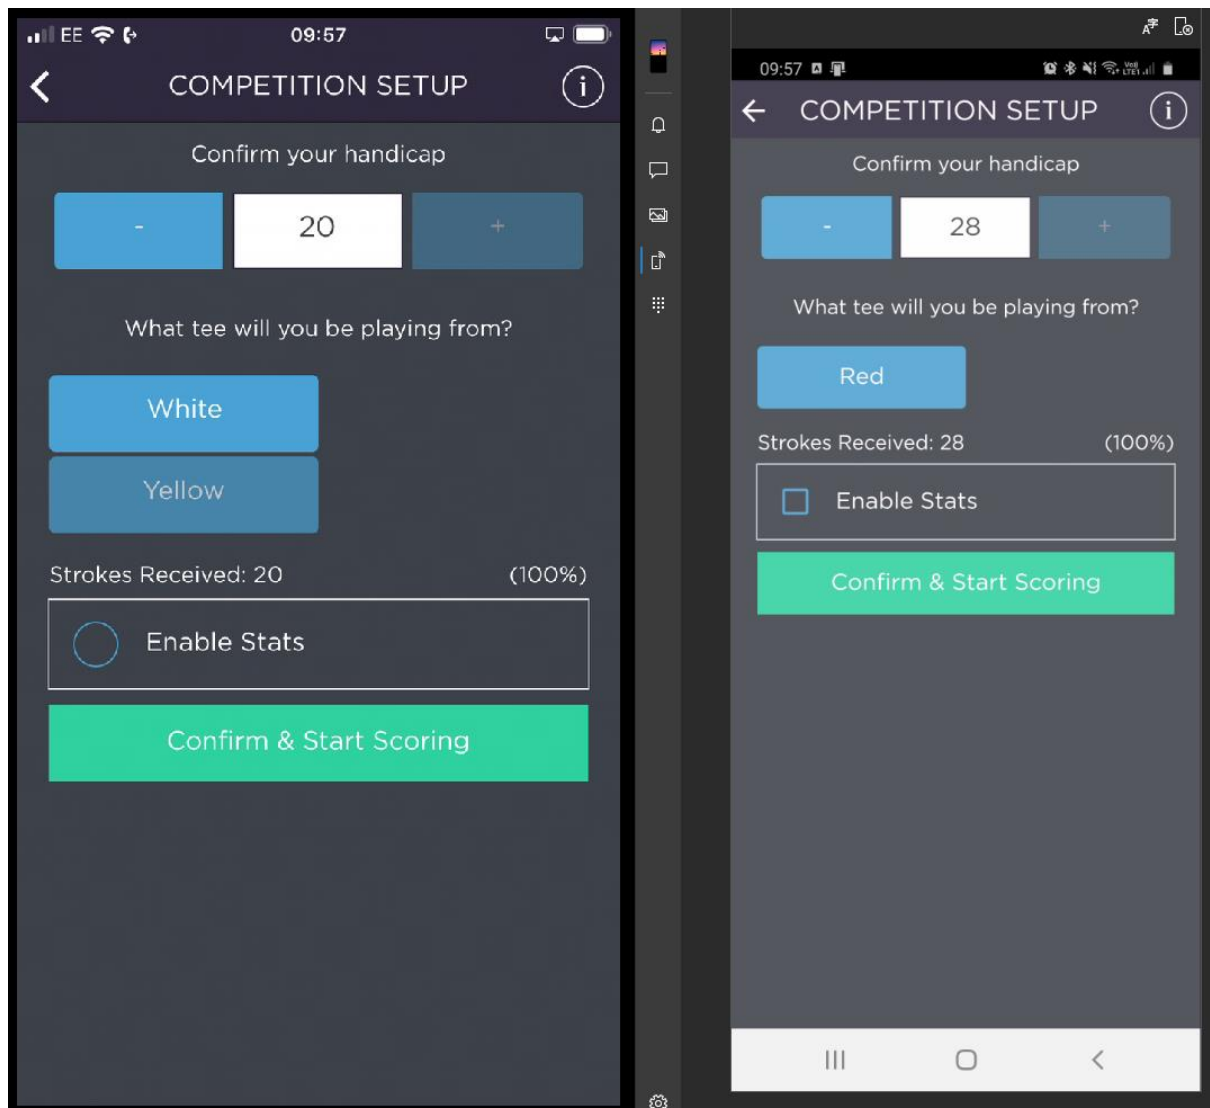 EE 09:57
COMPETITION SETUP i
Confirm your handicap
- 20 +
What tee will you be playing from?
White
Yellow
Strokes Received: 20 (100%)
Enable Stats
Confirm & Start Scoring
09:57
COMPETITION SETUP i
Confirm your handicap
- 28 +
What tee will you be playing from?
Red
Strokes Received: 28 (100%)
Enable Stats
Confirm & Start Scoring